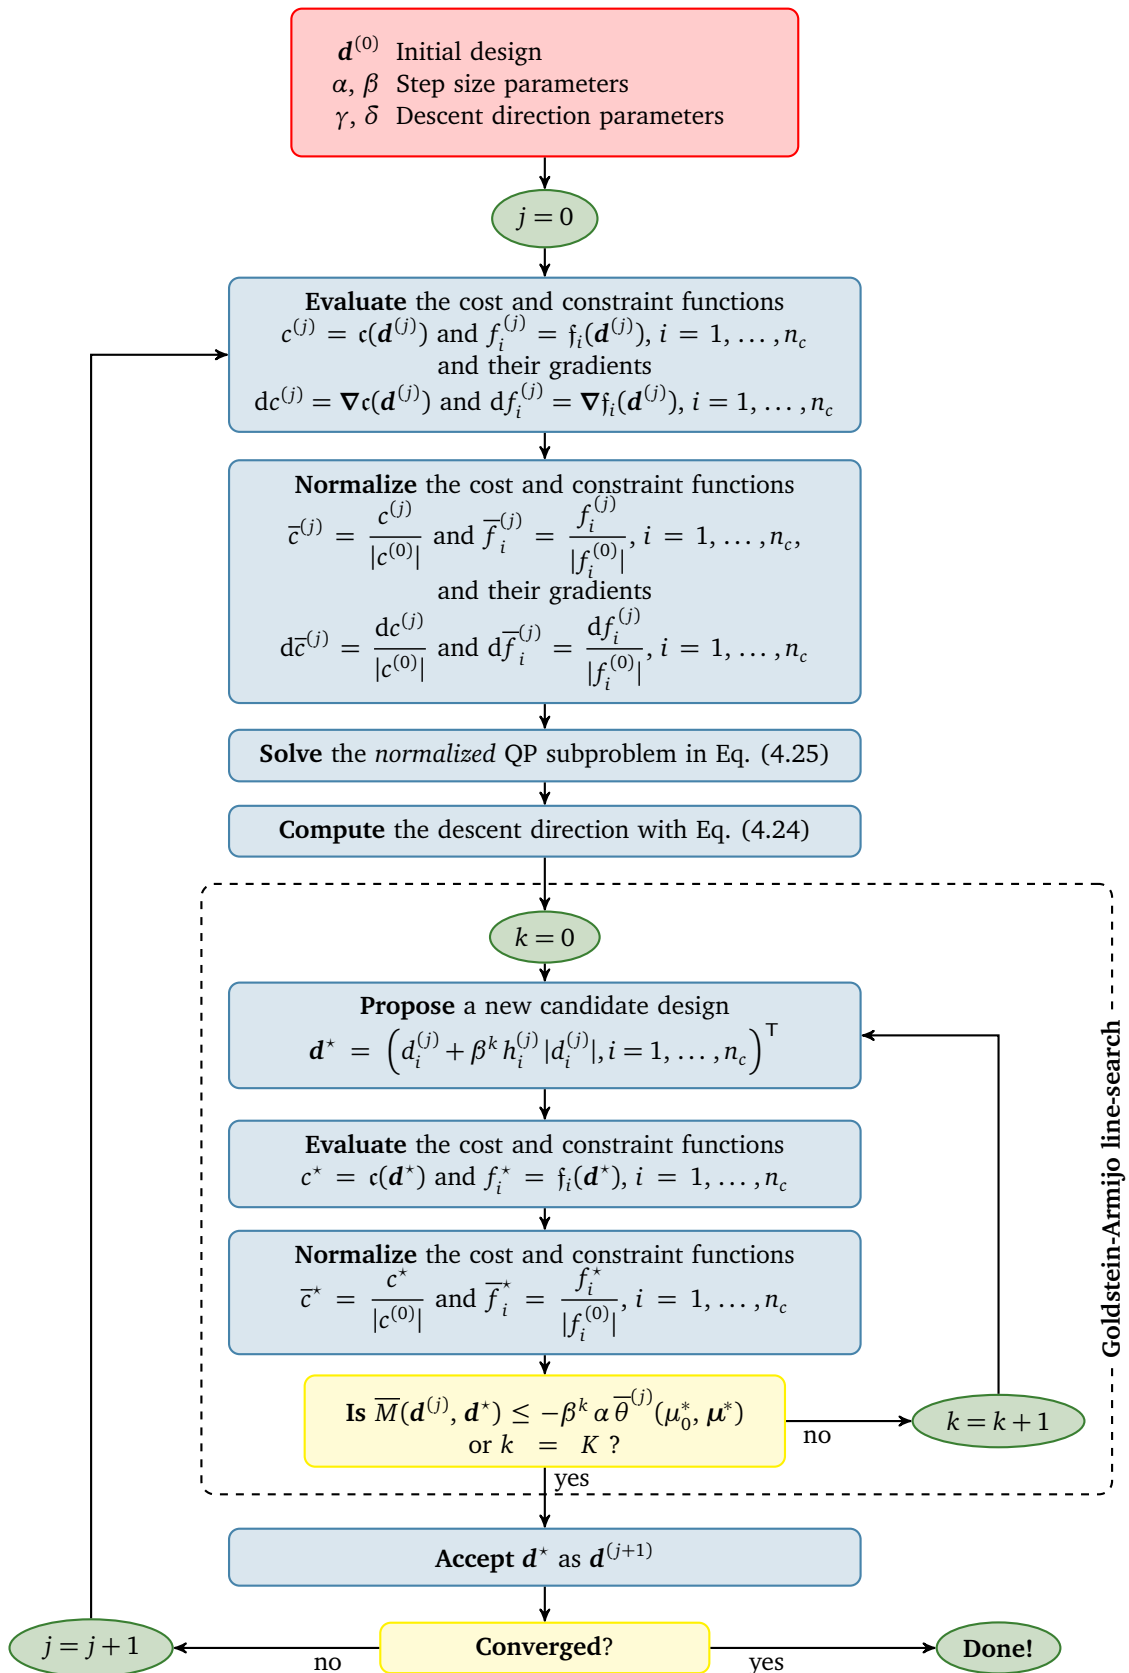 d^(0) Initial design
α, β Step size parameters
γ, δ Descent direction parameters
j = 0
Evaluate the cost and constraint functions
c^(j) = 𝔠(d^(j)) and f_i^(j) = 𝔣_i(d^(j)), i = 1, . . . , n_c
and their gradients
dc^(j) = ∇𝔠(d^(j)) and df_i^(j) = ∇𝔣_i(d^(j)), i = 1, . . . , n_c
Normalize the cost and constraint functions
c̅^(j) = c^(j) / |c^(0)| and f̅_i^(j) = f_i^(j) / |f_i^(0)|, i = 1, . . . , n_c,
and their gradients
dc̅^(j) = dc^(j) / |c^(0)| and df̅_i^(j) = df_i^(j) / |f_i^(0)|, i = 1, . . . , n_c
Solve the normalized QP subproblem in Eq. (4.25)
Compute the descent direction with Eq. (4.24)
k = 0
Propose a new candidate design
d^⋆ = (d_i^(j) + β^k h_i^(j) |d_i^(j)|, i = 1, . . . , n_c)^T
Evaluate the cost and constraint functions
c^⋆ = 𝔠(d^⋆) and f_i^⋆ = 𝔣_i(d^⋆), i = 1, . . . , n_c
Normalize the cost and constraint functions
c̅^⋆ = c^⋆ / |c^(0)| and f̅_i^⋆ = f_i^⋆ / |f_i^(0)|, i = 1, . . . , n_c
Is M̅(d^(j), d^⋆) ≤ −β^k α θ̅^(j)(μ_0^*, μ^*)
or k = K ?
no
k = k + 1
yes
Goldstein-Armijo line-search
Accept d^⋆ as d^(j+1)
j = j + 1
no
Converged?
yes
Done!